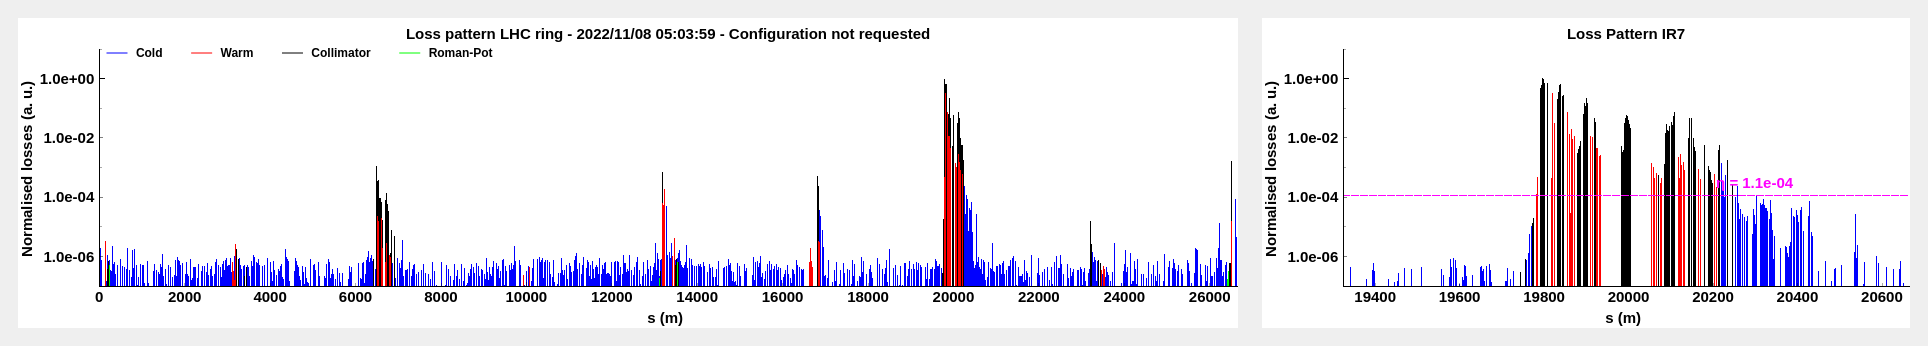 Loss pattern LHC ring - 2022/11/08 05:03:59 - Configuration not requested
Cold Warm Collimator Roman-Pot
Normalised losses (a. u.)
1.0e+00
1.0e-02
1.0e-04
1.0e-06
0 2000 4000 6000 8000 10000 12000 14000 16000 18000 20000 22000 24000 26000
s (m)
Loss Pattern IR7
Normalised losses (a. u.)
1.0e+00
1.0e-02
= 1.1e-04
1.0e-04
1.0e-06
19400 19600 19800 20000 20200 20400 20600
s (m)